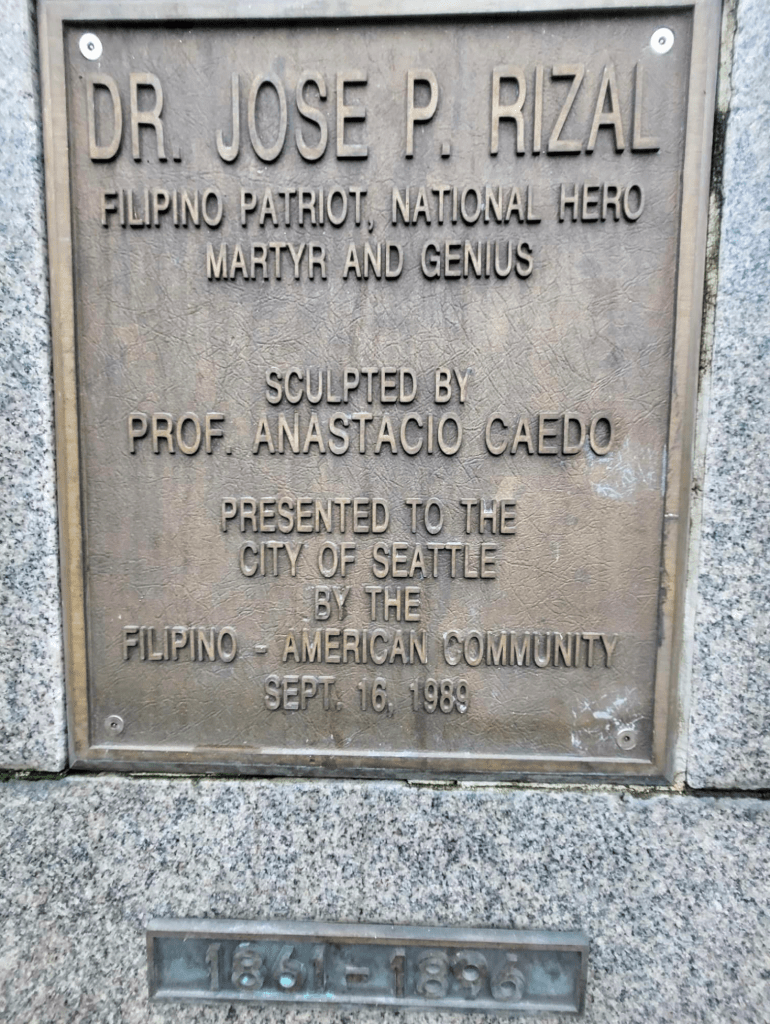 DR. JOSE P. RIZAL
FILIPINO PATRIOT, NATIONAL HERO
MARTYR AND GENIUS
SCULPTED BY
PROF. ANASTACIO CAEDO
PRESENTED TO THE
CITY OF SEATTLE
BY THE
FILIPINO - AMERICAN COMMUNITY
SEPT. 16, 1989
1861-1896